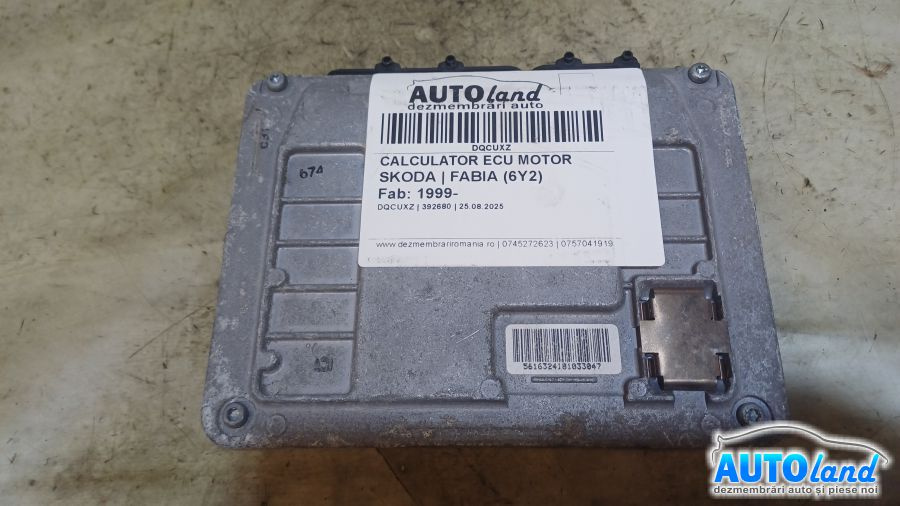 AUTOland
dezmembrări auto
DQCUXZ
CALCULATOR ECU MOTOR
SKODA | FABIA (6Y2)
Fab: 1999-
DQCUXZ | 392680 | 25.08.2025
www.dezmembrariromania.ro | 0745272623 | 0757041919
67A
5616324181033047
AUTOland
dezmembrări auto și piese noi